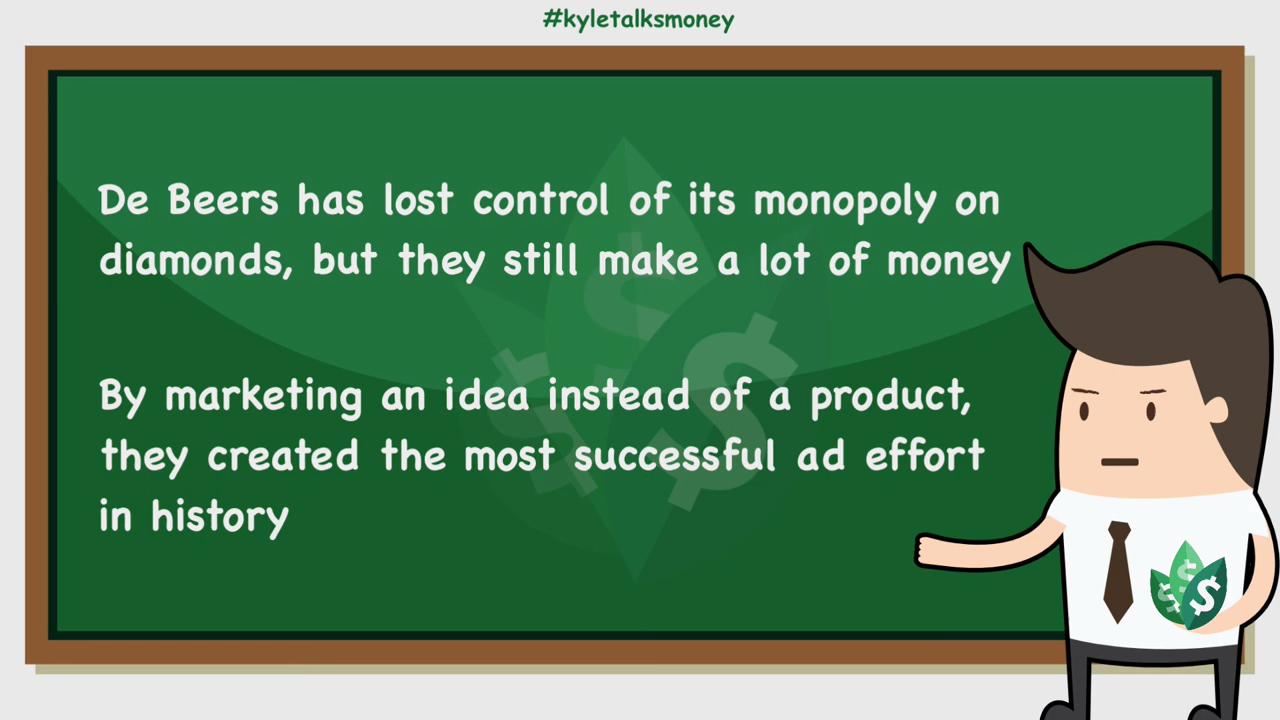 #kyletalksmoney
De Beers has lost control of its monopoly on
diamonds, but they still make a lot of money
By marketing an idea instead of a product,
they created the most successful ad effort
in history